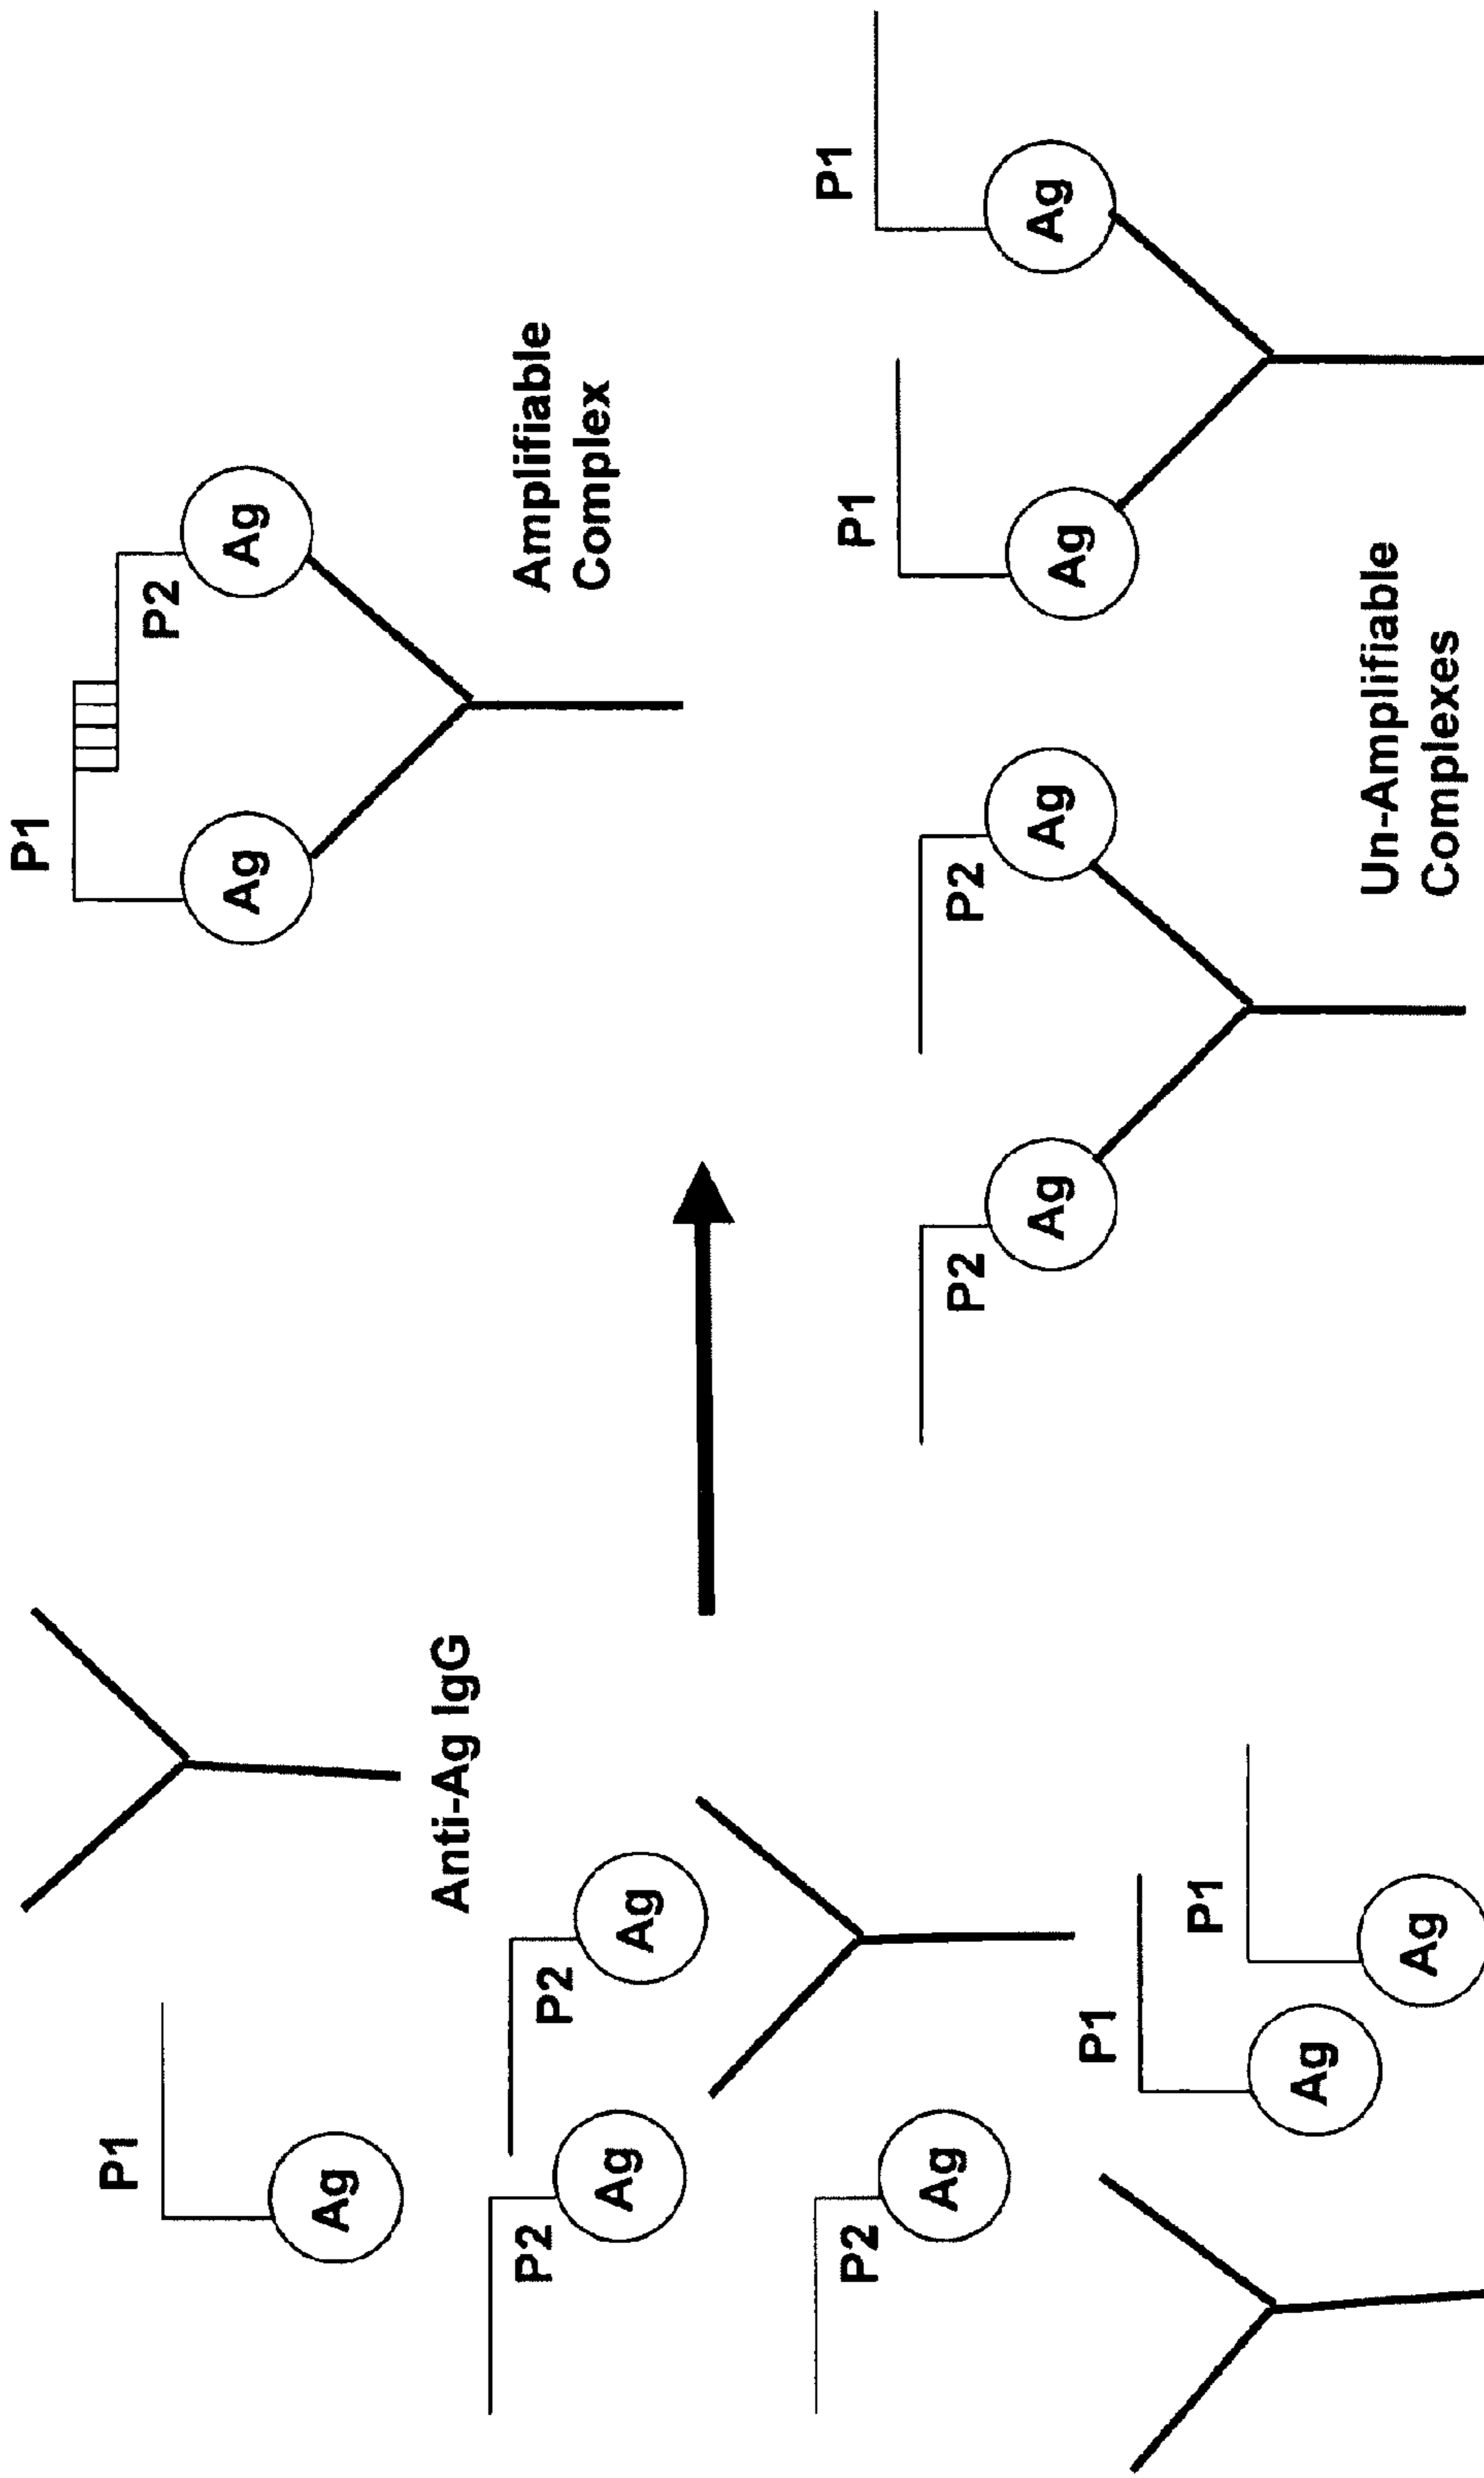 P1
Ag
Anti-Ag IgG
P2
P2
Ag
Ag
P2
Ag
P1
P1
Ag
Ag
P1
P2
Ag
Ag
Amplifiable
Complex
P2
P2
Ag
Ag
P1
P1
Ag
Ag
Un-Amplifiable
Complexes